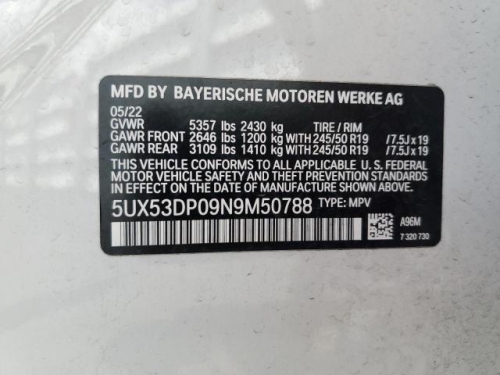 MFD BY BAYERISCHE MOTOREN WERKE AG
05/22
GVWR 5357 lbs 2430 kg TIRE / RIM
GAWR FRONT 2646 lbs 1200 kg WITH 245/50 R19 /7.5J x 19
GAWR REAR 3109 lbs 1410 kg WITH 245/50 R19 /7.5J x 19
THIS VEHICLE CONFORMS TO ALL APPLICABLE U. S. FEDERAL
MOTOR VEHICLE SAFETY STANDARDS IN EFFECT ON THE
DATE OF MANUFACTURE SHOWN ABOVE.
5UX53DP09N9M50788 TYPE: MPV
A96M
7 320 730